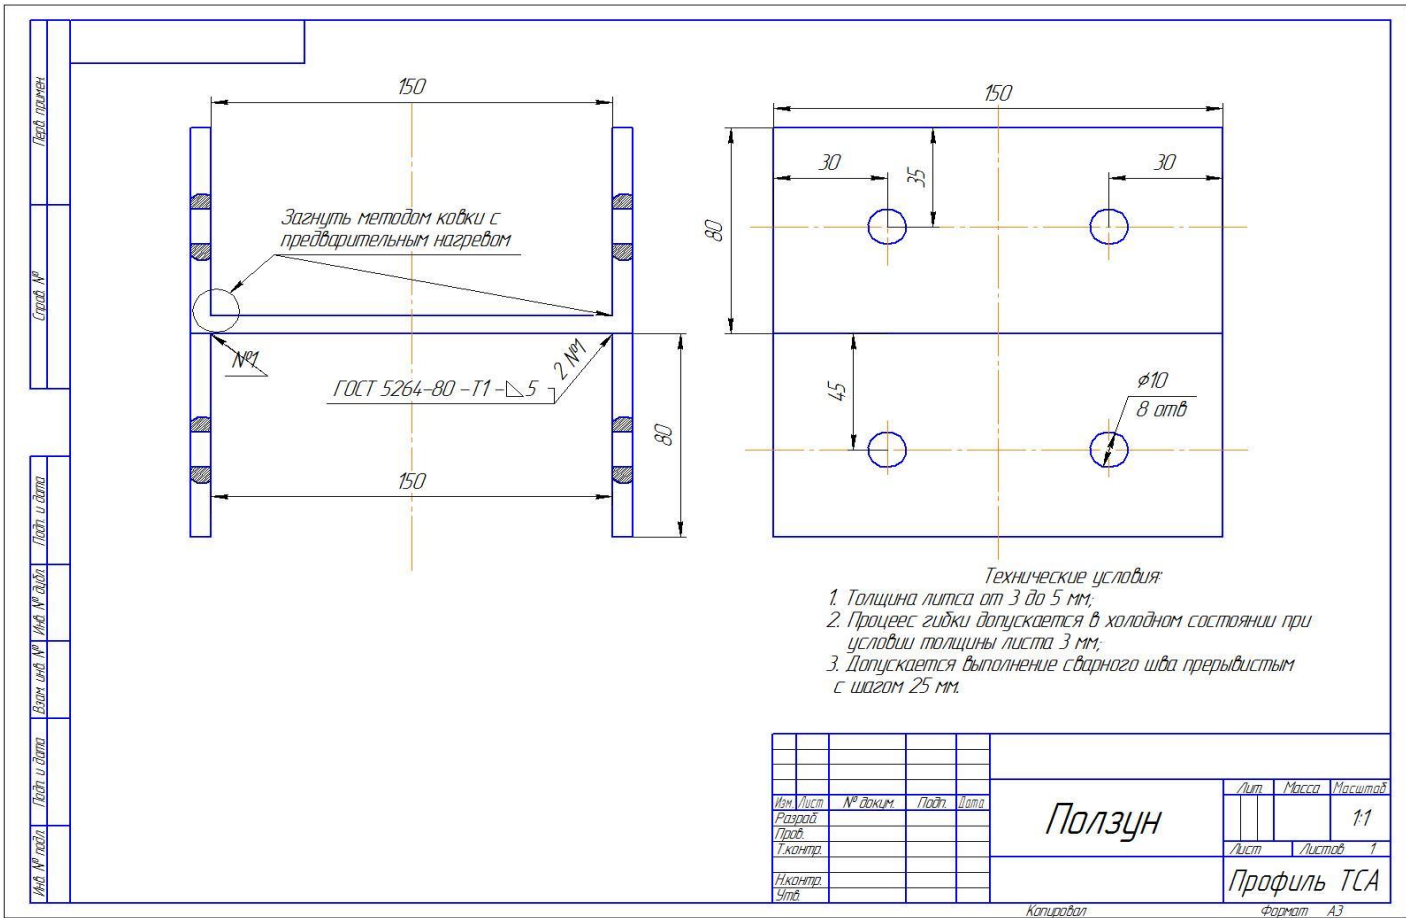 Перв. примен.
Справ. №
Подп. и дата
Инв. № дубл.
Взам. инв. №
Подп. и дата
Инв. № подл.
150
Загнуть методом ковки с
предварительным нагревом
№1
ГОСТ 5264-80 -Т1 -◺5
2 №1
80
150
150
30
35
30
80
45
⌀10
8 отв
Технические условия:
1. Толщина литса от 3 до 5 мм;
2. Процеес гибки допускается в холодном состоянии при
условии толщины листа 3 мм;
3. Допускается выполнение сварного шва прерывистым
с шагом 25 мм.
Изм. Лист № докум. Подп. Дата
Разраб.
Пров.
Т.контр.
Н.контр.
Утв.
Ползун
Лит. Масса Масштаб
1:1
Лист Листов 1
Профиль ТСА
Копировал Формат А3